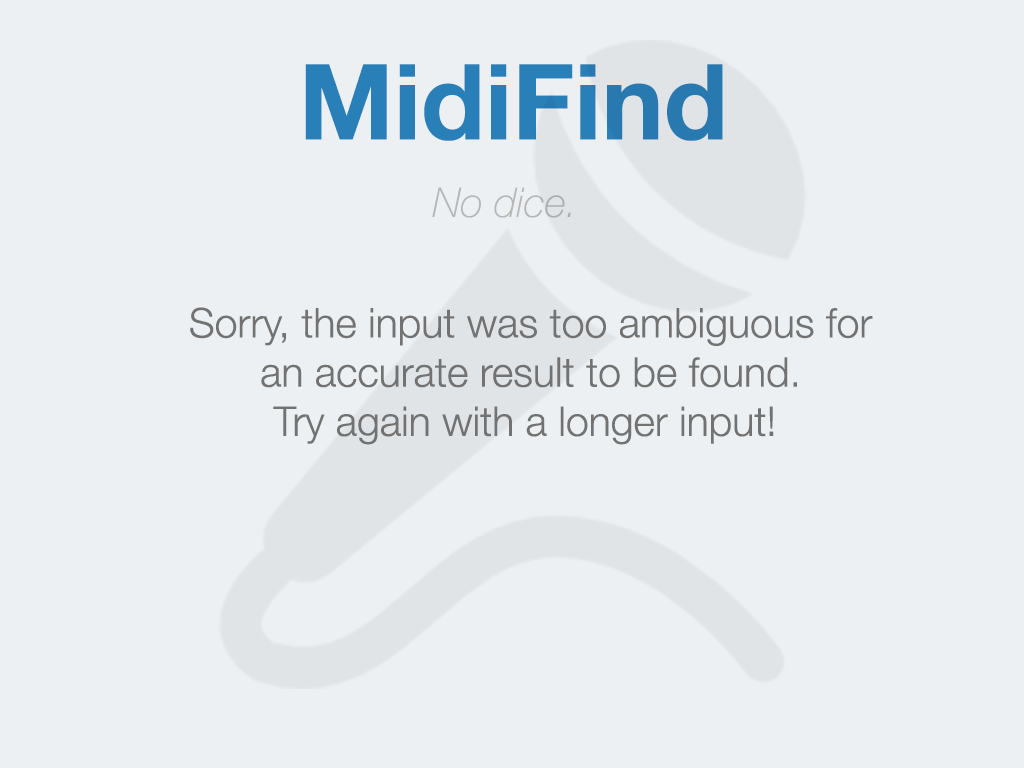 MidiFind
No dice.
Sorry, the input was too ambiguous for
an accurate result to be found.
Try again with a longer input!